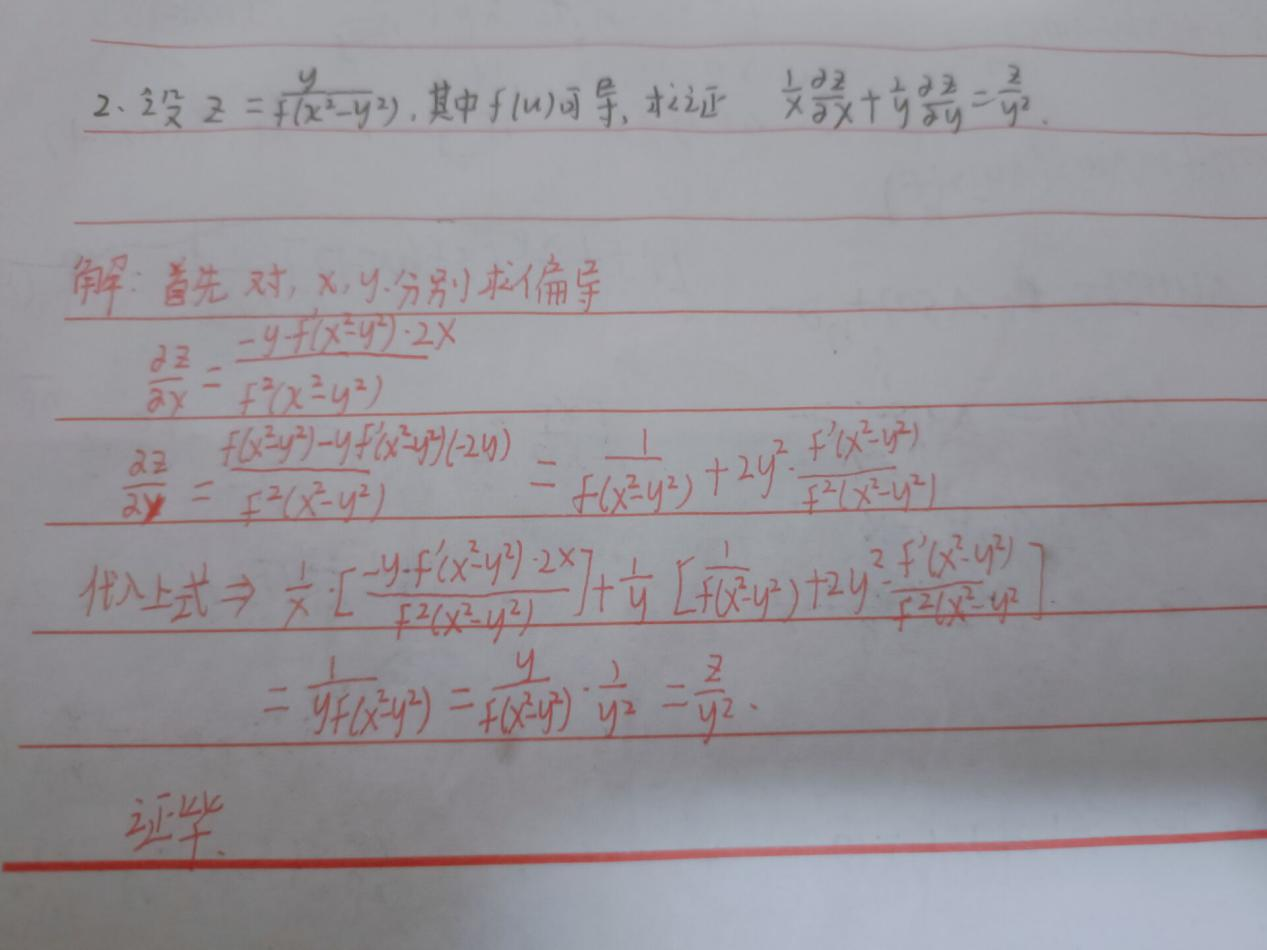 2、设 z = y/f(x²-y²), 其中 f(u)可导, 求证 1/x ∂z/∂x + 1/y ∂z/∂y = z/y².
解: 首先 对, x, y. 分别求偏导
∂z/∂x = -y·f'(x²-y²)·2x / f²(x²-y²)
∂z/∂y = f(x²-y²)-yf'(x²-y²)(-2y) / f²(x²-y²) = 1/f(x²-y²) + 2y²· f'(x²-y²)/f²(x²-y²)
代入上式 ⇒ 1/x ·[ -y·f'(x²-y²)·2x / f²(x²-y²) ] + 1/y [ 1/f(x²-y²) + 2y²· f'(x²-y²)/f²(x²-y² ].
= 1/yf(x²-y²) = y/f(x²-y²) · 1/y² = z/y².
证毕.